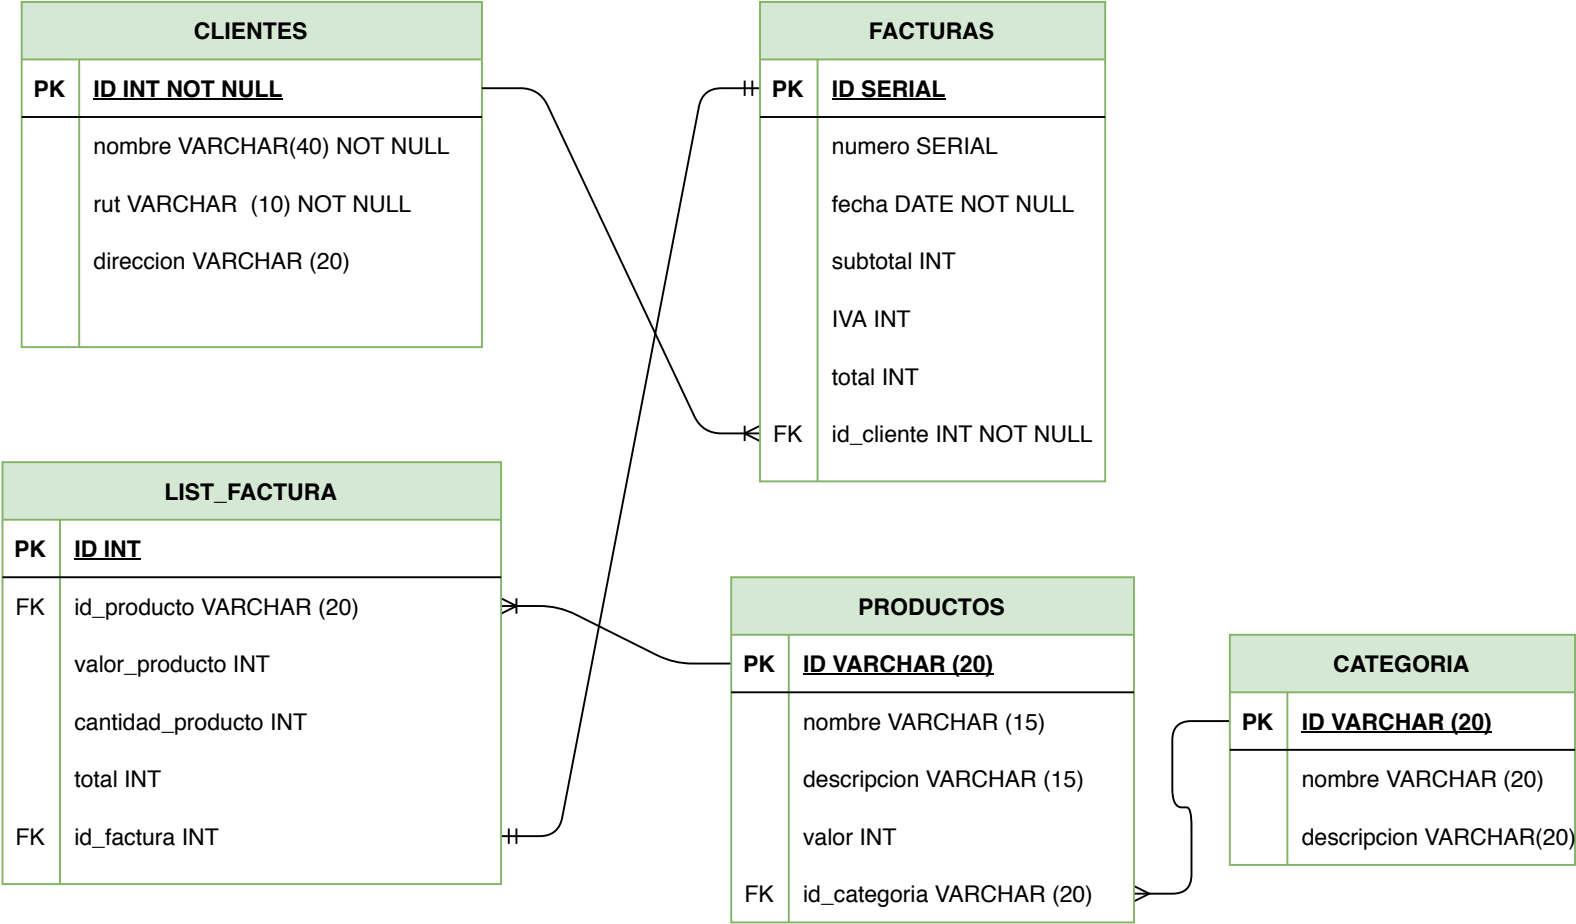 CLIENTES
PK ID INT NOT NULL
nombre VARCHAR(40) NOT NULL
rut VARCHAR  (10) NOT NULL
direccion VARCHAR (20)
FACTURAS
PK ID SERIAL
numero SERIAL
fecha DATE NOT NULL
subtotal INT
IVA INT
total INT
FK id_cliente INT NOT NULL
LIST_FACTURA
PK ID INT
FK id_producto VARCHAR (20)
valor_producto INT
cantidad_producto INT
total INT
FK id_factura INT
PRODUCTOS
PK ID VARCHAR (20)
nombre VARCHAR (15)
descripcion VARCHAR (15)
valor INT
FK id_categoria VARCHAR (20)
CATEGORIA
PK ID VARCHAR (20)
nombre VARCHAR (20)
descripcion VARCHAR(20)